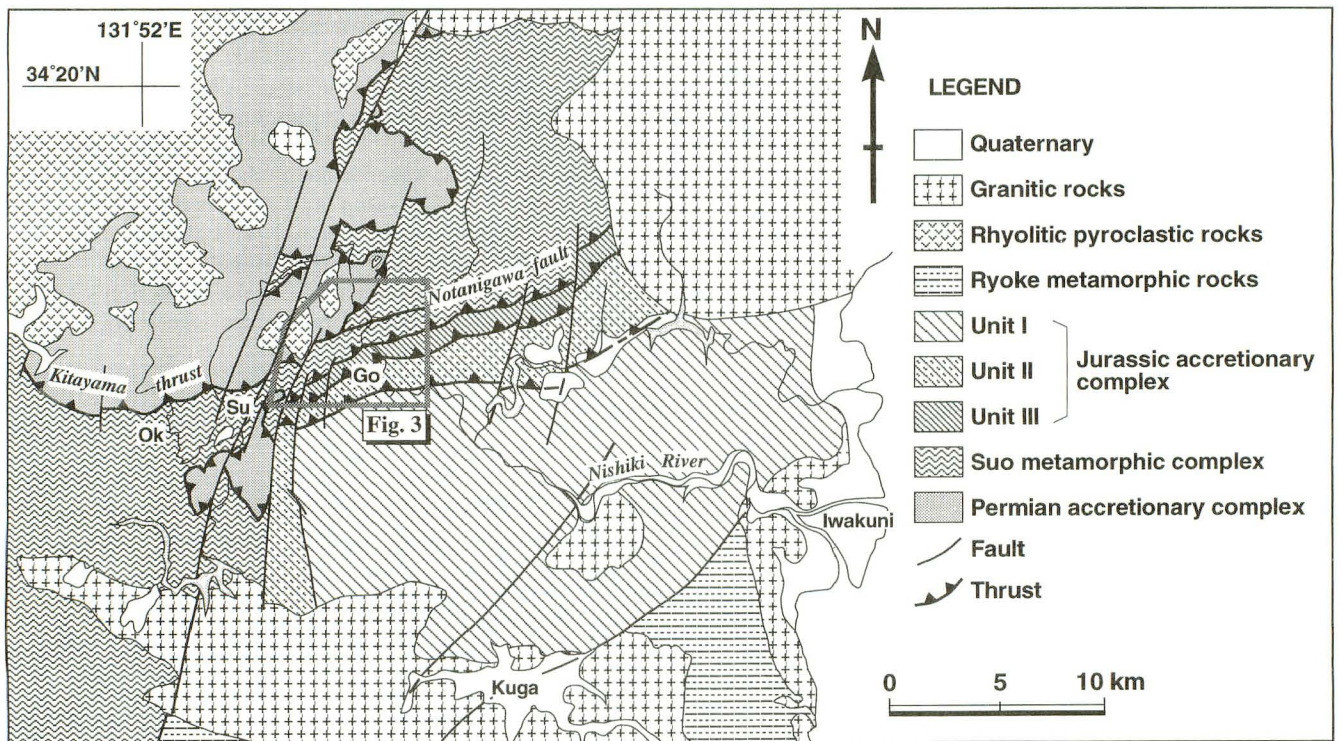 131°52'E
34°20'N
N
LEGEND
Quaternary
Granitic rocks
Rhyolitic pyroclastic rocks
Ryoke metamorphic rocks
Unit I
Unit II
Unit III
Jurassic accretionary
complex
Suo metamorphic complex
Permian accretionary complex
Fault
Thrust
Notanigawa fault
Kitayama thrust
Go
Su
Ok
Fig. 3
Nishiki River
Iwakuni
Kuga
0 5 10 km